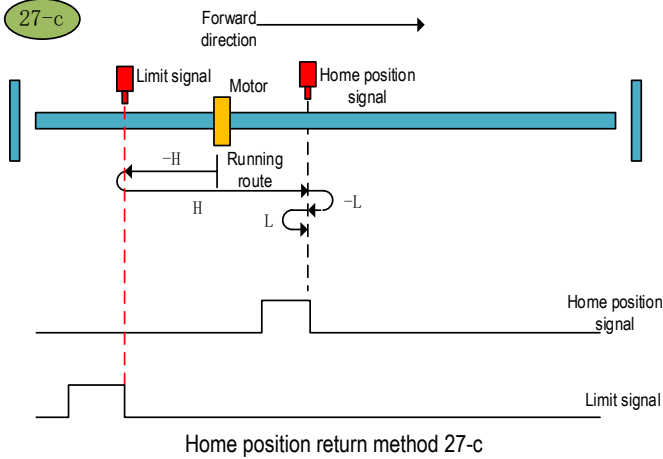 27-c
Forward
direction
Limit signal
Motor
Home position
signal
-H
Running
route
H
-L
L
Home position
signal
Limit signal
Home position return method 27-c